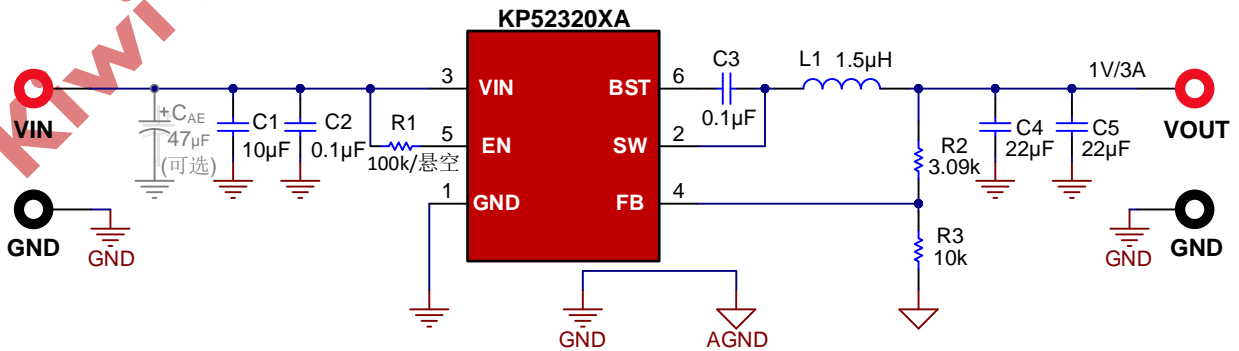 Kiwi
KP52320XA
VIN
GND
GND
+
C_AE
47µF
(可选)
C1
10µF
C2
0.1µF
R1
100k/悬空
3
5
1
VIN
EN
GND
BST
SW
FB
6
2
4
C3
0.1µF
L1
1.5µH
R2
3.09k
R3
10k
C4
22µF
C5
22µF
1V/3A
VOUT
GND
GND
GND
AGND